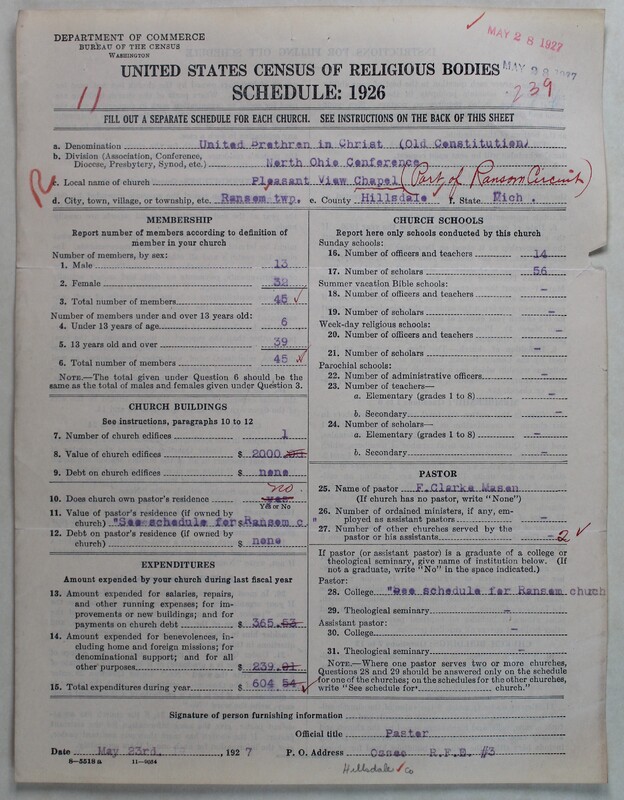 DEPARTMENT OF COMMERCE
BUREAU OF THE CENSUS
WASHINGTON
MAY 28 1927
MAY 28 1927
UNITED STATES CENSUS OF RELIGIOUS BODIES
SCHEDULE: 1926
11
239
FILL OUT A SEPARATE SCHEDULE FOR EACH CHURCH. SEE INSTRUCTIONS ON THE BACK OF THIS SHEET
a. Denomination United Brethren in Christ (Old Constitution)
b. Division (Association, Conference, Diocese, Presbytery, Synod, etc.) North Ohio Conference
R c. Local name of church Pleasant View Chapel (Part of Ransom Circuit)
d. City, town, village, or township, etc. Ransom twp. e. County Hillsdale f. State Mich.
MEMBERSHIP
Report number of members according to definition of member in your church
Number of members, by sex:
1. Male 13
2. Female 32
3. Total number of members 45 ✓
Number of members under and over 13 years old:
4. Under 13 years of age 6
5. 13 years old and over 39
6. Total number of members 45 ✓
NOTE.—The total given under Question 6 should be the same as the total of males and females given under Question 3.
CHURCH BUILDINGS
See instructions, paragraphs 10 to 12
7. Number of church edifices 1
8. Value of church edifices $ 2000.00
9. Debt on church edifices $ none
no.
10. Does church own pastor's residence yes
Yes or No
11. Value of pastor's residence (if owned by church) "See schedule for Ransom c "
12. Debt on pastor's residence (if owned by church) $ none
EXPENDITURES
Amount expended by your church during last fiscal year
13. Amount expended for salaries, repairs, and other running expenses; for improvements or new buildings; and for payments on church debt $ 365.53
14. Amount expended for benevolences, including home and foreign missions; for denominational support; and for all other purposes $ 239.01
15. Total expenditures during year $ 604 54 ✓
CHURCH SCHOOLS
Report here only schools conducted by this church
Sunday schools:
16. Number of officers and teachers 14
17. Number of scholars 56
Summer vacation Bible schools:
18. Number of officers and teachers -
19. Number of scholars -
Week-day religious schools:
20. Number of officers and teachers -
21. Number of scholars -
Parochial schools:
22. Number of administrative officers -
23. Number of teachers—
a. Elementary (grades 1 to 8) -
b. Secondary -
24. Number of scholars—
a. Elementary (grades 1 to 8) -
b. Secondary -
PASTOR
25. Name of pastor F.Clarke Mason
(If church has no pastor, write "None")
26. Number of ordained ministers, if any, employed as assistant pastors -
27. Number of other churches served by the pastor or his assistants 2 ✓
If pastor (or assistant pastor) is a graduate of a college or theological seminary, give name of institution below. (If not a graduate, write "No" in the space indicated.)
Pastor:
28. College "See schedule for Ransom chuch
29. Theological seminary -
Assistant pastor:
30. College -
31. Theological seminary -
NOTE.—Where one pastor serves two or more churches, Questions 28 and 29 should be answered only on the schedule for one of the churches; on the schedules for the other churches, write "See schedule for church."
Signature of person furnishing information
Official title Pastor
Date May 23rd. 1927 P. O. Address Osseo R.F.D. #3
8—5518 a 11—9034
Hillsdale ✓ Co